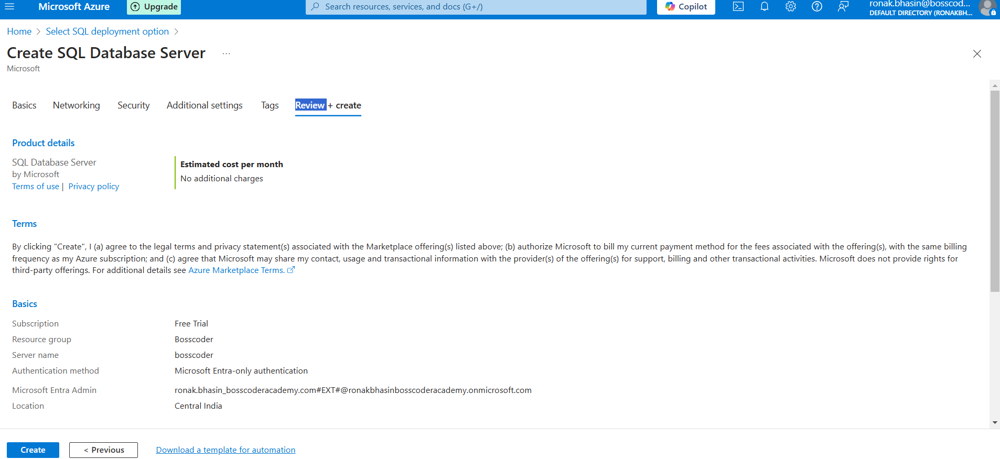 Microsoft Azure
Upgrade
Search resources, services, and docs (G+/)
Copilot
ronak.bhasin@bosscod...
DEFAULT DIRECTORY (RONAKBH...
Home > Select SQL deployment option >
Create SQL Database Server ...
Microsoft
Basics Networking Security Additional settings Tags Review + create
Product details
SQL Database Server
by Microsoft
Terms of use | Privacy policy
Estimated cost per month
No additional charges
Terms
By clicking "Create", I (a) agree to the legal terms and privacy statement(s) associated with the Marketplace offering(s) listed above; (b) authorize Microsoft to bill my current payment method for the fees associated with the offering(s), with the same billing
frequency as my Azure subscription; and (c) agree that Microsoft may share my contact, usage and transactional information with the provider(s) of the offering(s) for support, billing and other transactional activities. Microsoft does not provide rights for
third-party offerings. For additional details see Azure Marketplace Terms.
Basics
Subscription Free Trial
Resource group Bosscoder
Server name bosscoder
Authentication method Microsoft Entra-only authentication
Microsoft Entra Admin ronak.bhasin_bosscoderacademy.com#EXT#@ronakbhasinbosscoderacademy.onmicrosoft.com
Location Central India
Create < Previous Download a template for automation